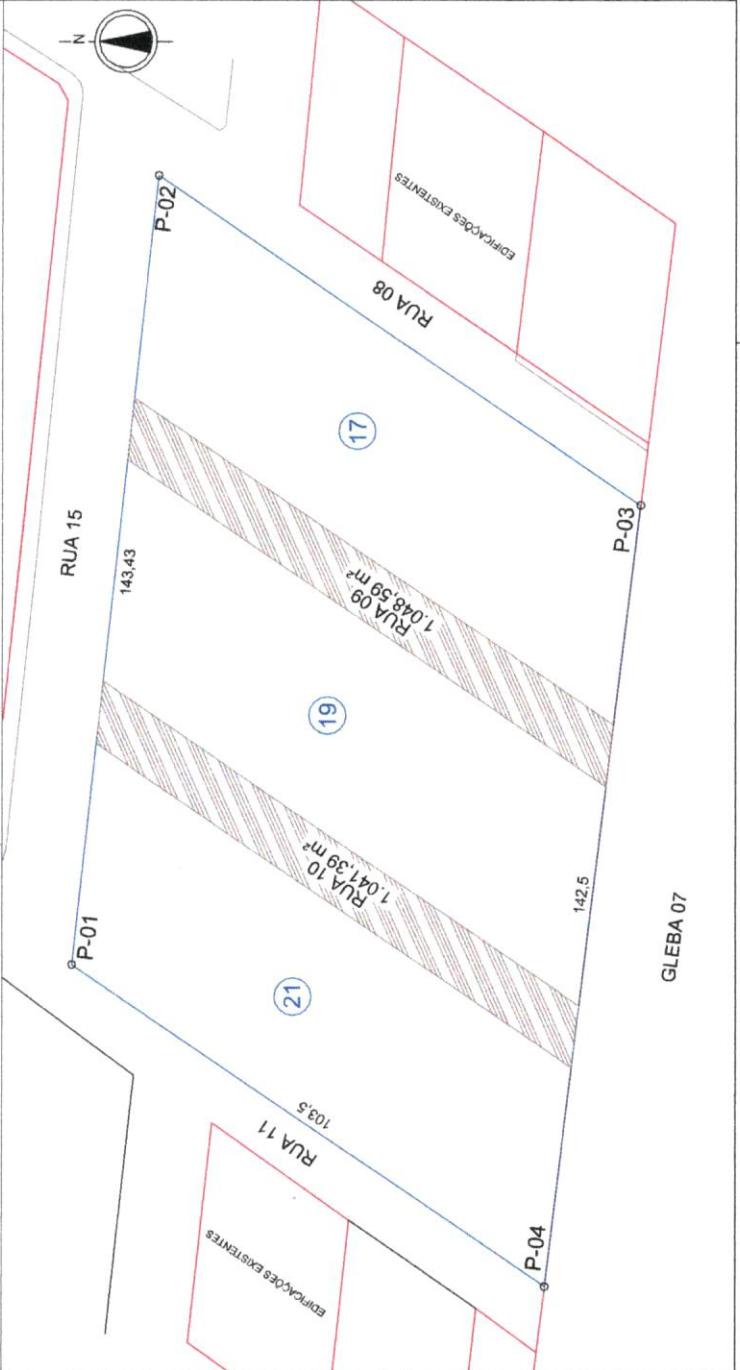 N
RUA 15
143,43
P-01
P-02
RUA 08
EDIFICAÇÕES EXISTENTES
17
RUA 09
1.048,59 m²
19
RUA 10
1.041,39 m²
21
103,5
RUA 11
EDIFICAÇÕES EXISTENTES
P-03
142,5
P-04
GLEBA 07